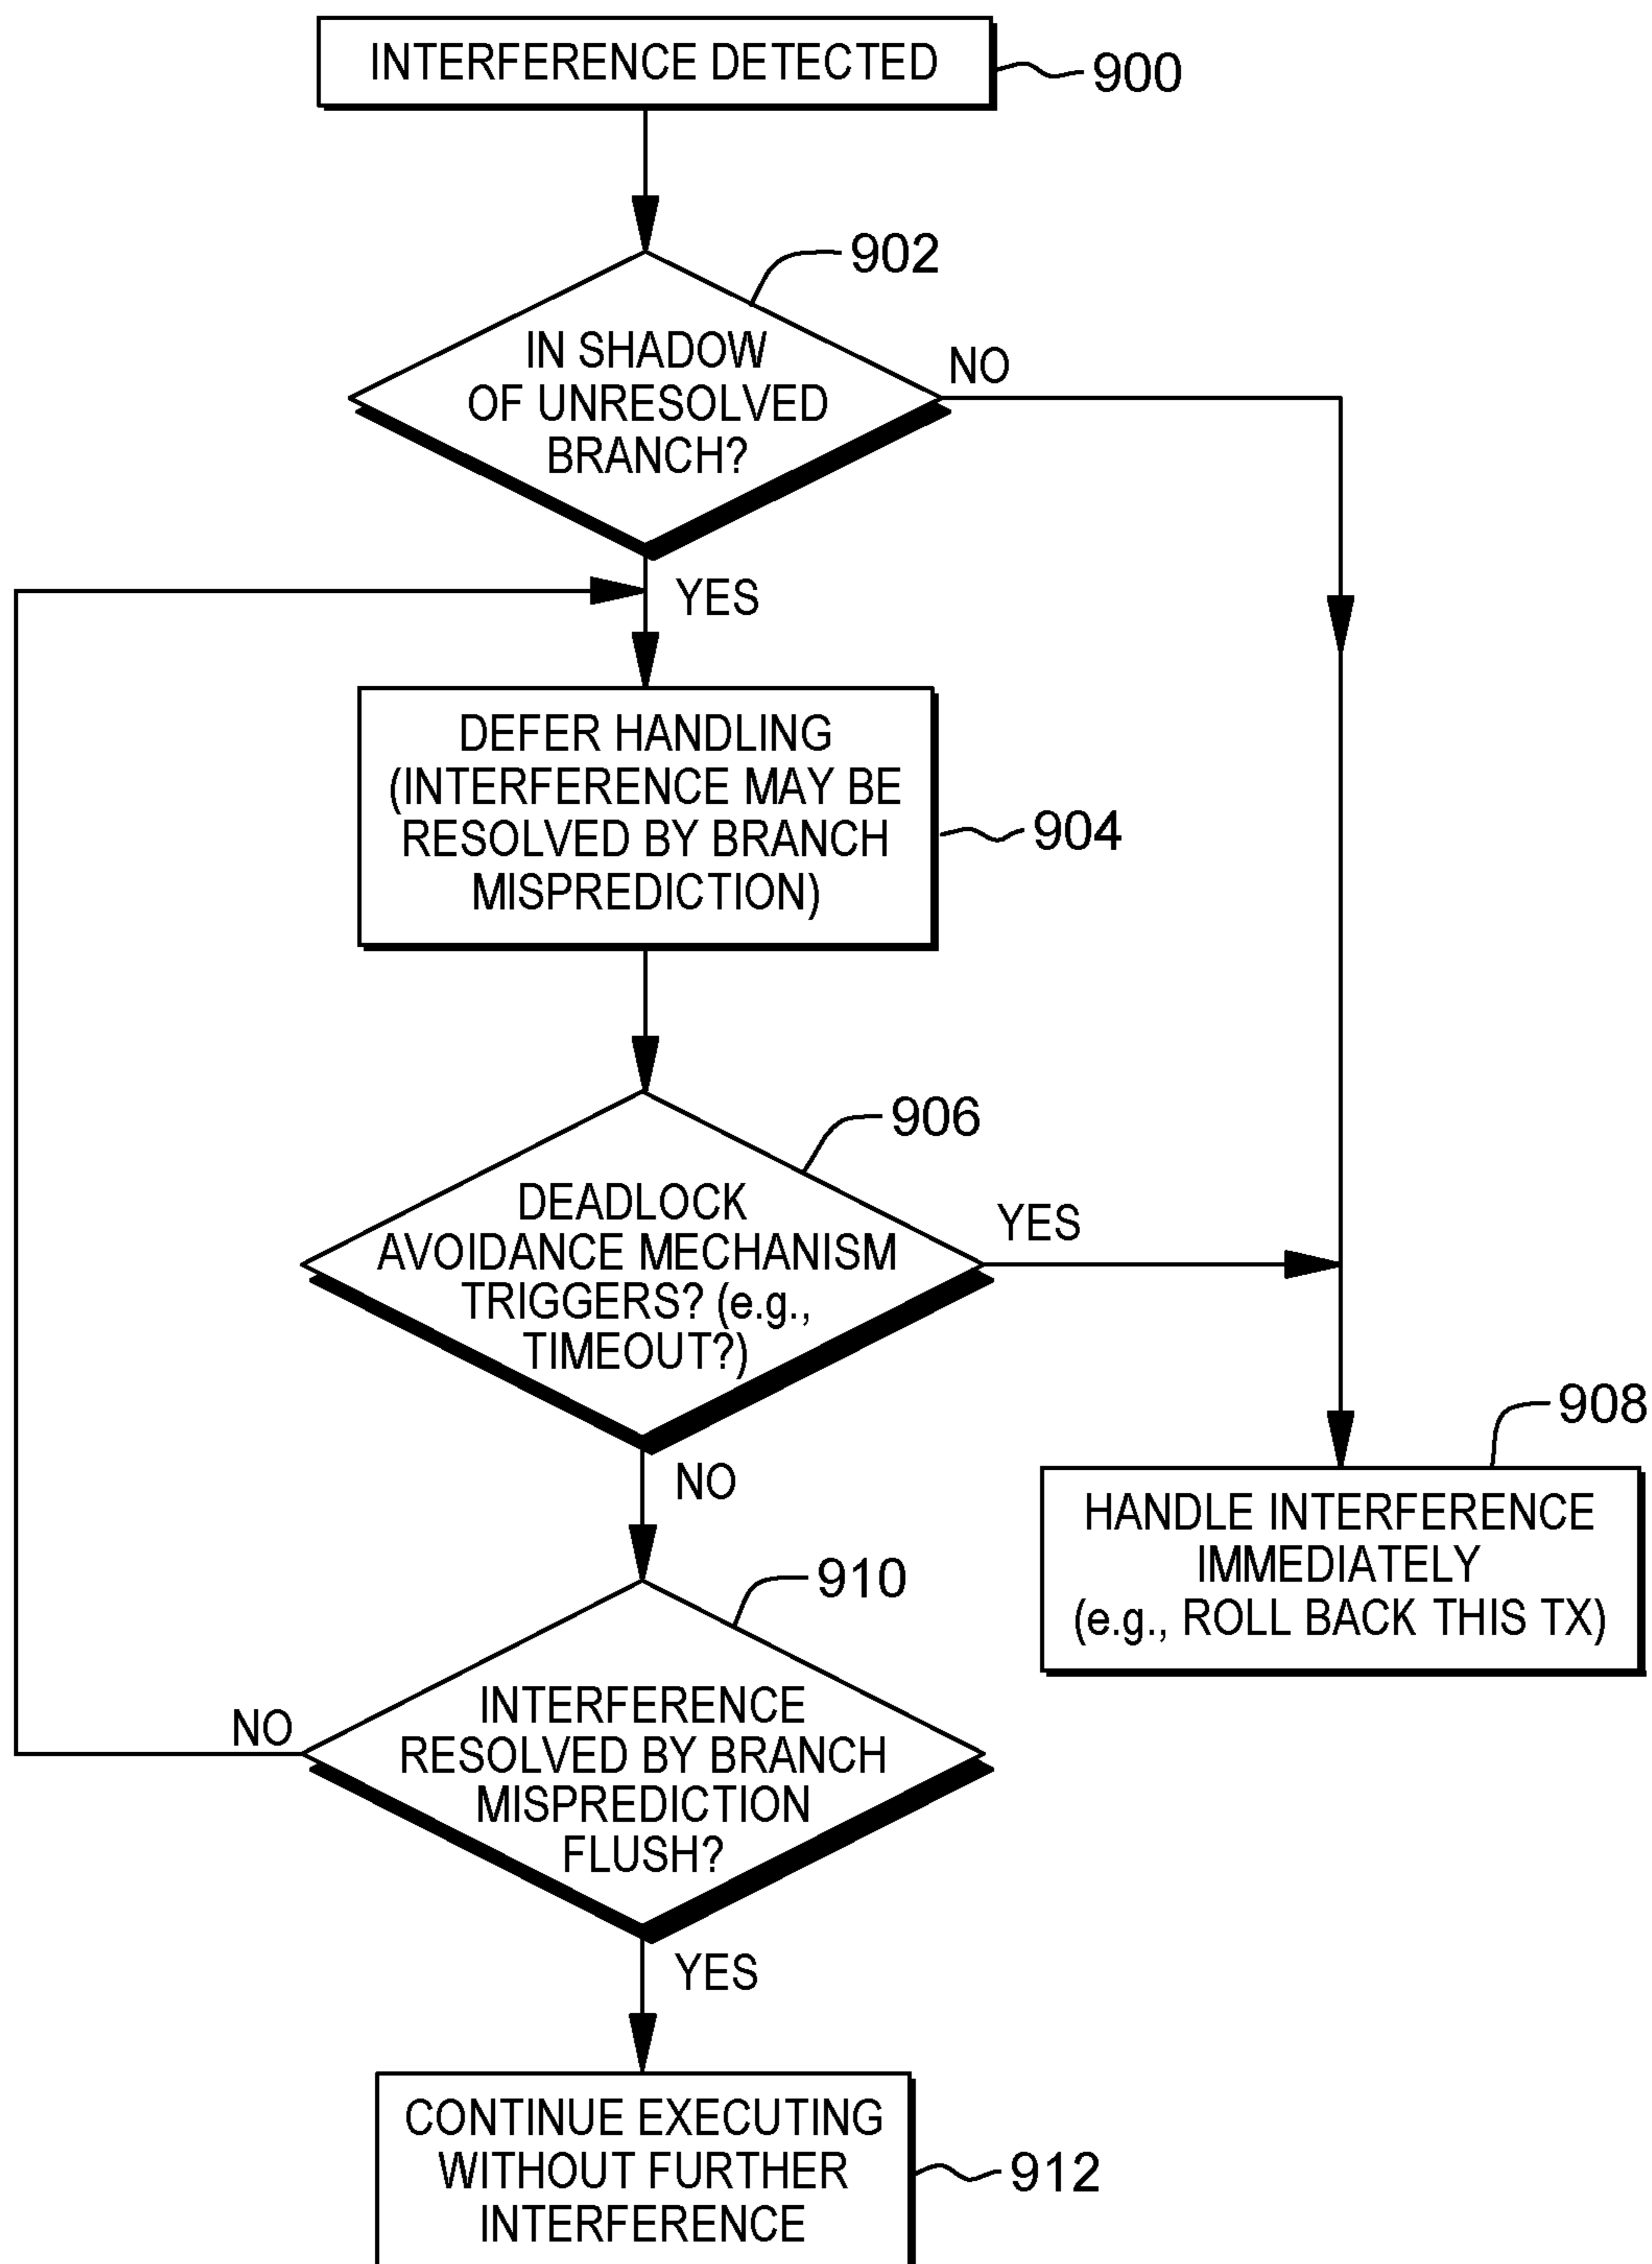 INTERFERENCE DETECTED
900
902
IN SHADOW
OF UNRESOLVED
BRANCH?
NO
YES
DEFER HANDLING
(INTERFERENCE MAY BE
RESOLVED BY BRANCH
MISPREDICTION)
904
906
DEADLOCK
AVOIDANCE MECHANISM
TRIGGERS? (e.g.,
TIMEOUT?)
YES
NO
908
HANDLE INTERFERENCE
IMMEDIATELY
(e.g., ROLL BACK THIS TX)
910
INTERFERENCE
RESOLVED BY BRANCH
MISPREDICTION
FLUSH?
NO
YES
CONTINUE EXECUTING
WITHOUT FURTHER
INTERFERENCE
912